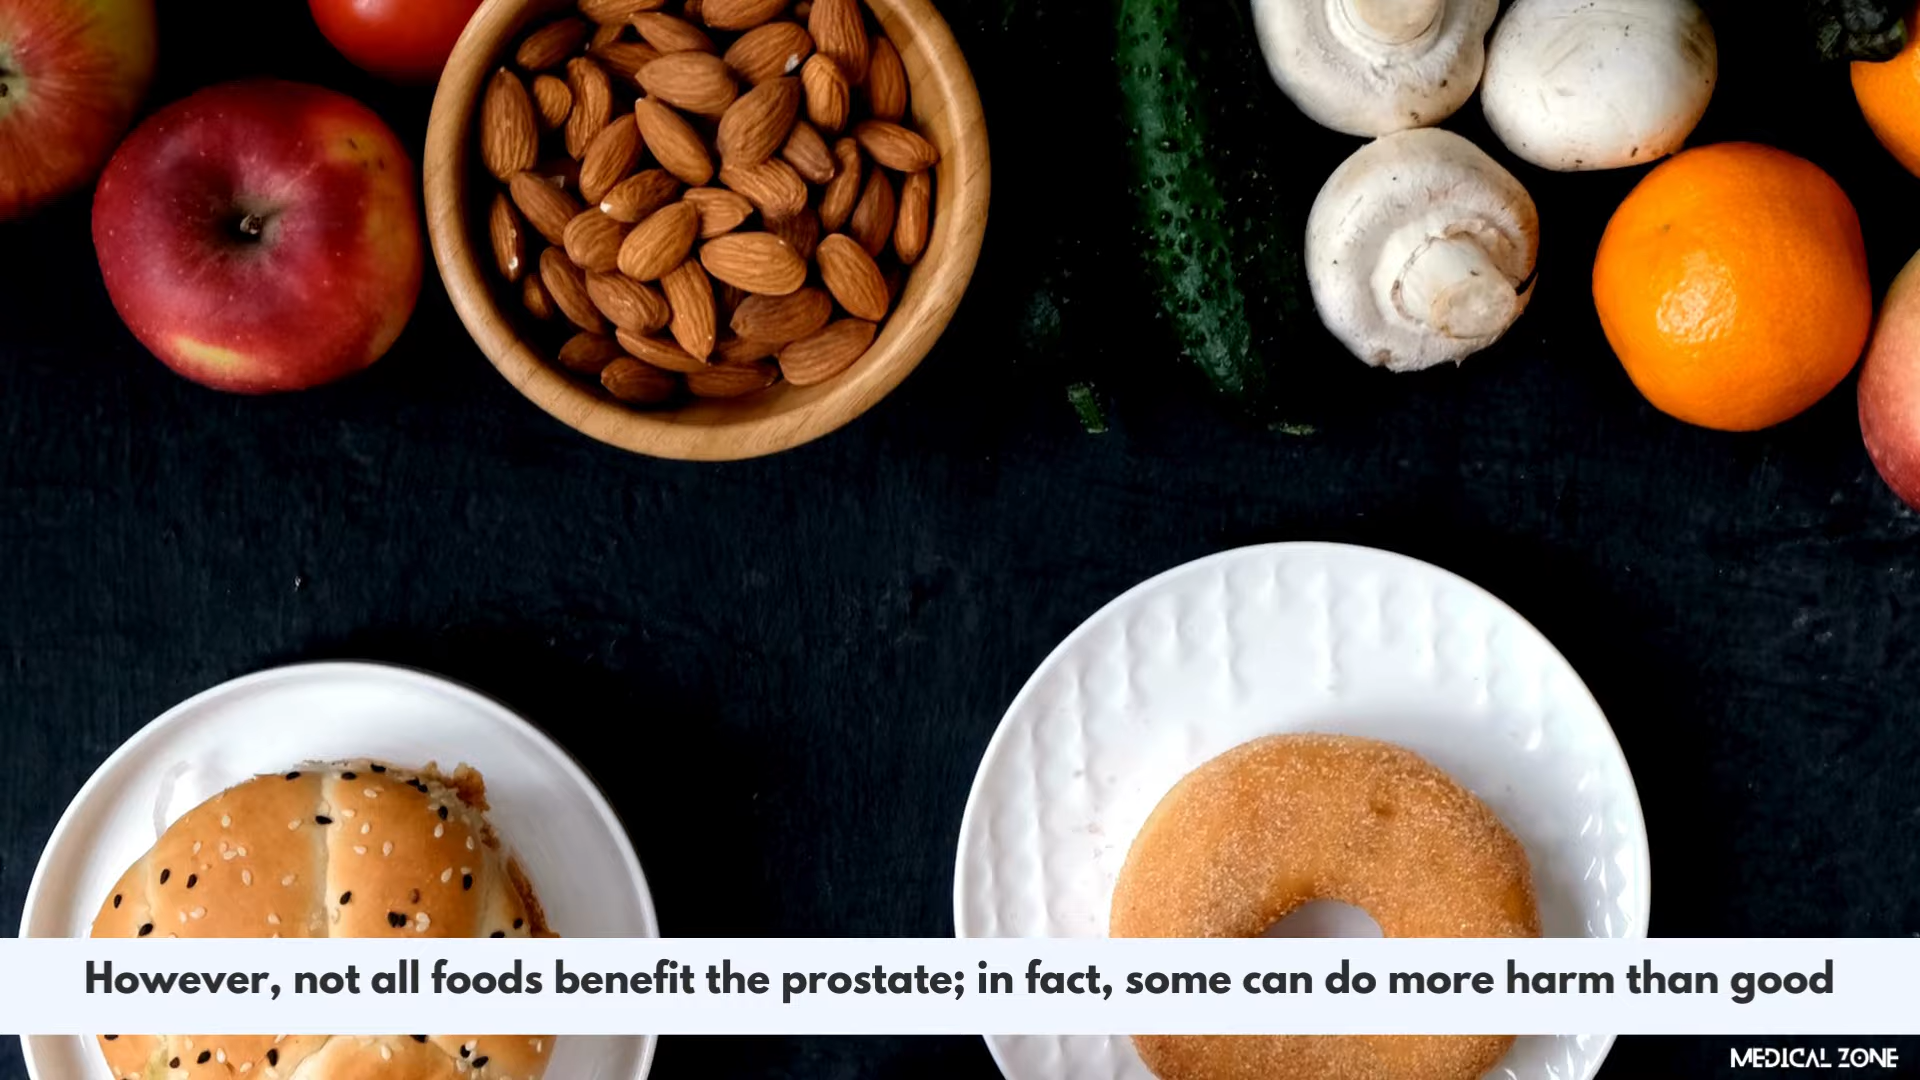 However, not all foods benefit the prostate; in fact, some can do more harm than good
MEDICAL ZONE